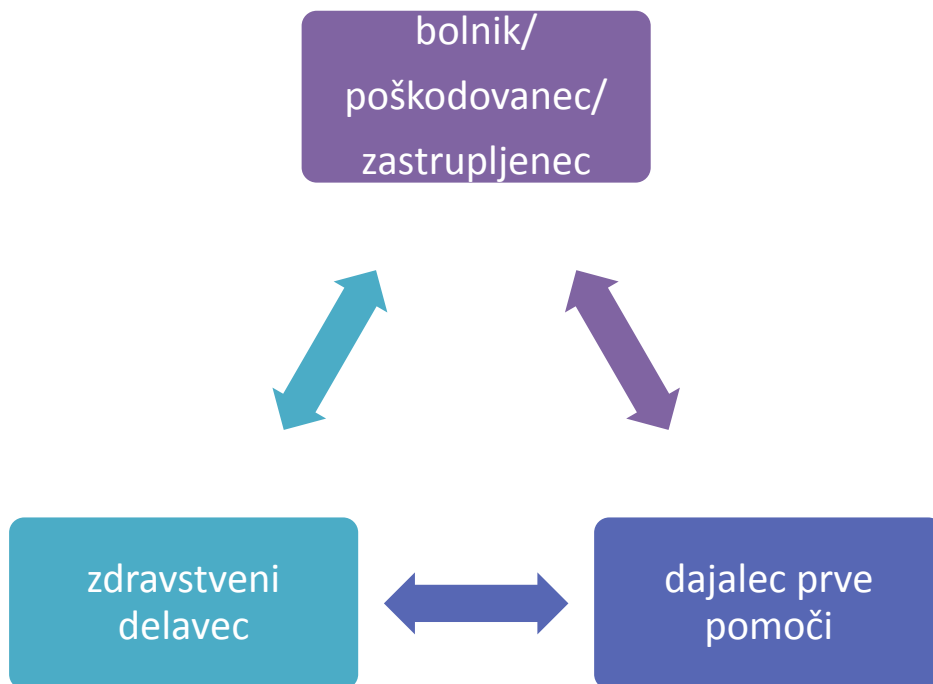 bolnik/
poškodovanec/
zastrupljenec
zdravstveni
delavec
dajalec prve
pomoči